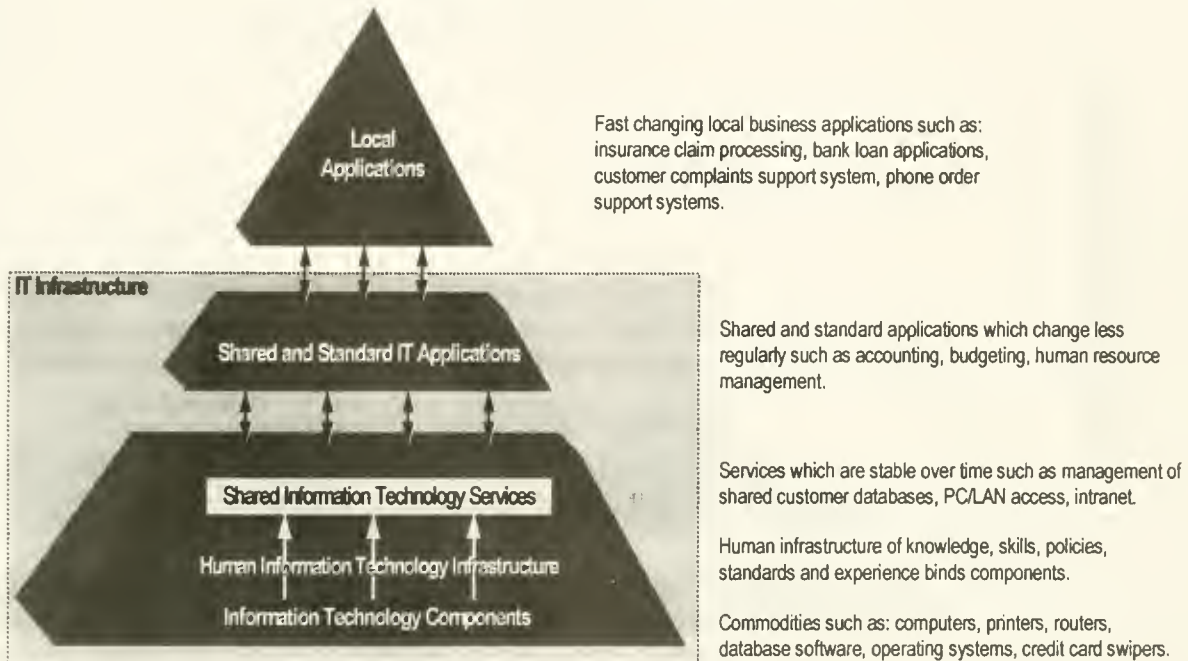 Local
Applications
Fast changing local business applications such as:
insurance claim processing, bank loan applications,
customer complaints support system, phone order
support systems.
IT Infrastructure
Shared and Standard IT Applications
Shared and standard applications which change less
regularly such as accounting, budgeting, human resource
management.
Shared Information Technology Services
Services which are stable over time such as management of
shared customer databases, PC/LAN access, intranet.
Human Information Technology Infrastructure
Human infrastructure of knowledge, skills, policies,
standards and experience binds components.
Information Technology Components
Commodities such as: computers, printers, routers,
database software, operating systems, credit card swipers.